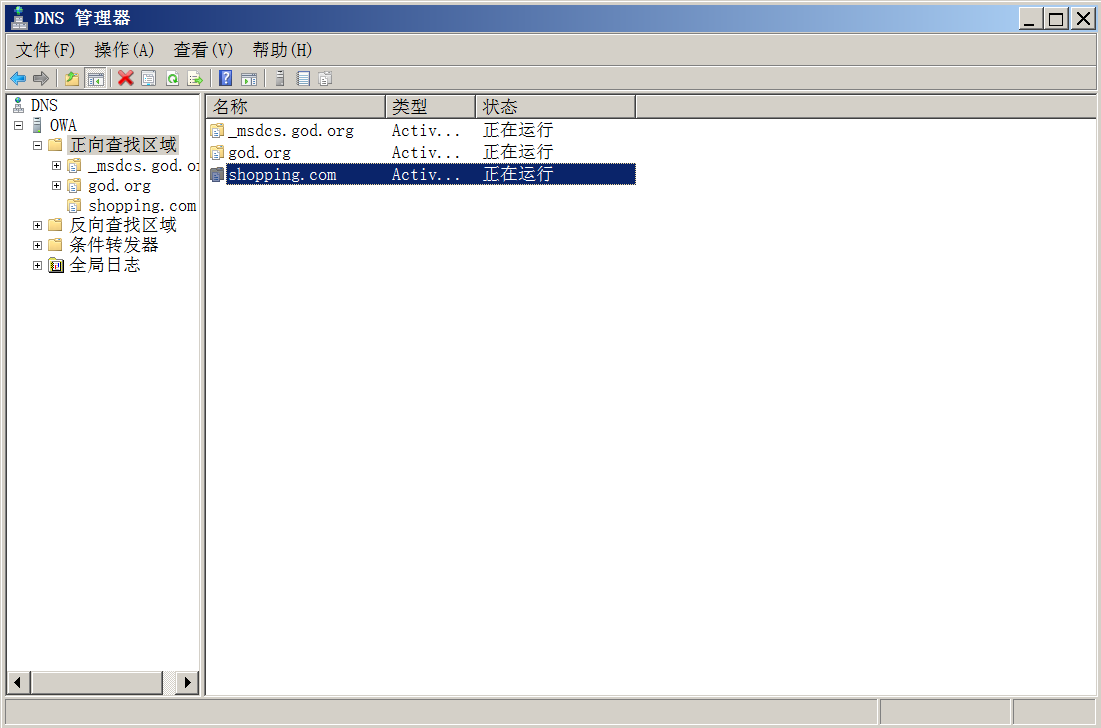 DNS 管理器
文件(F) 操作(A) 查看(V) 帮助(H)
DNS
OWA
正向查找区域
_msdcs.god.or
god.org
shopping.com
反向查找区域
条件转发器
全局日志
名称 类型 状态
_msdcs.god.org Activ... 正在运行
god.org Activ... 正在运行
shopping.com Activ... 正在运行